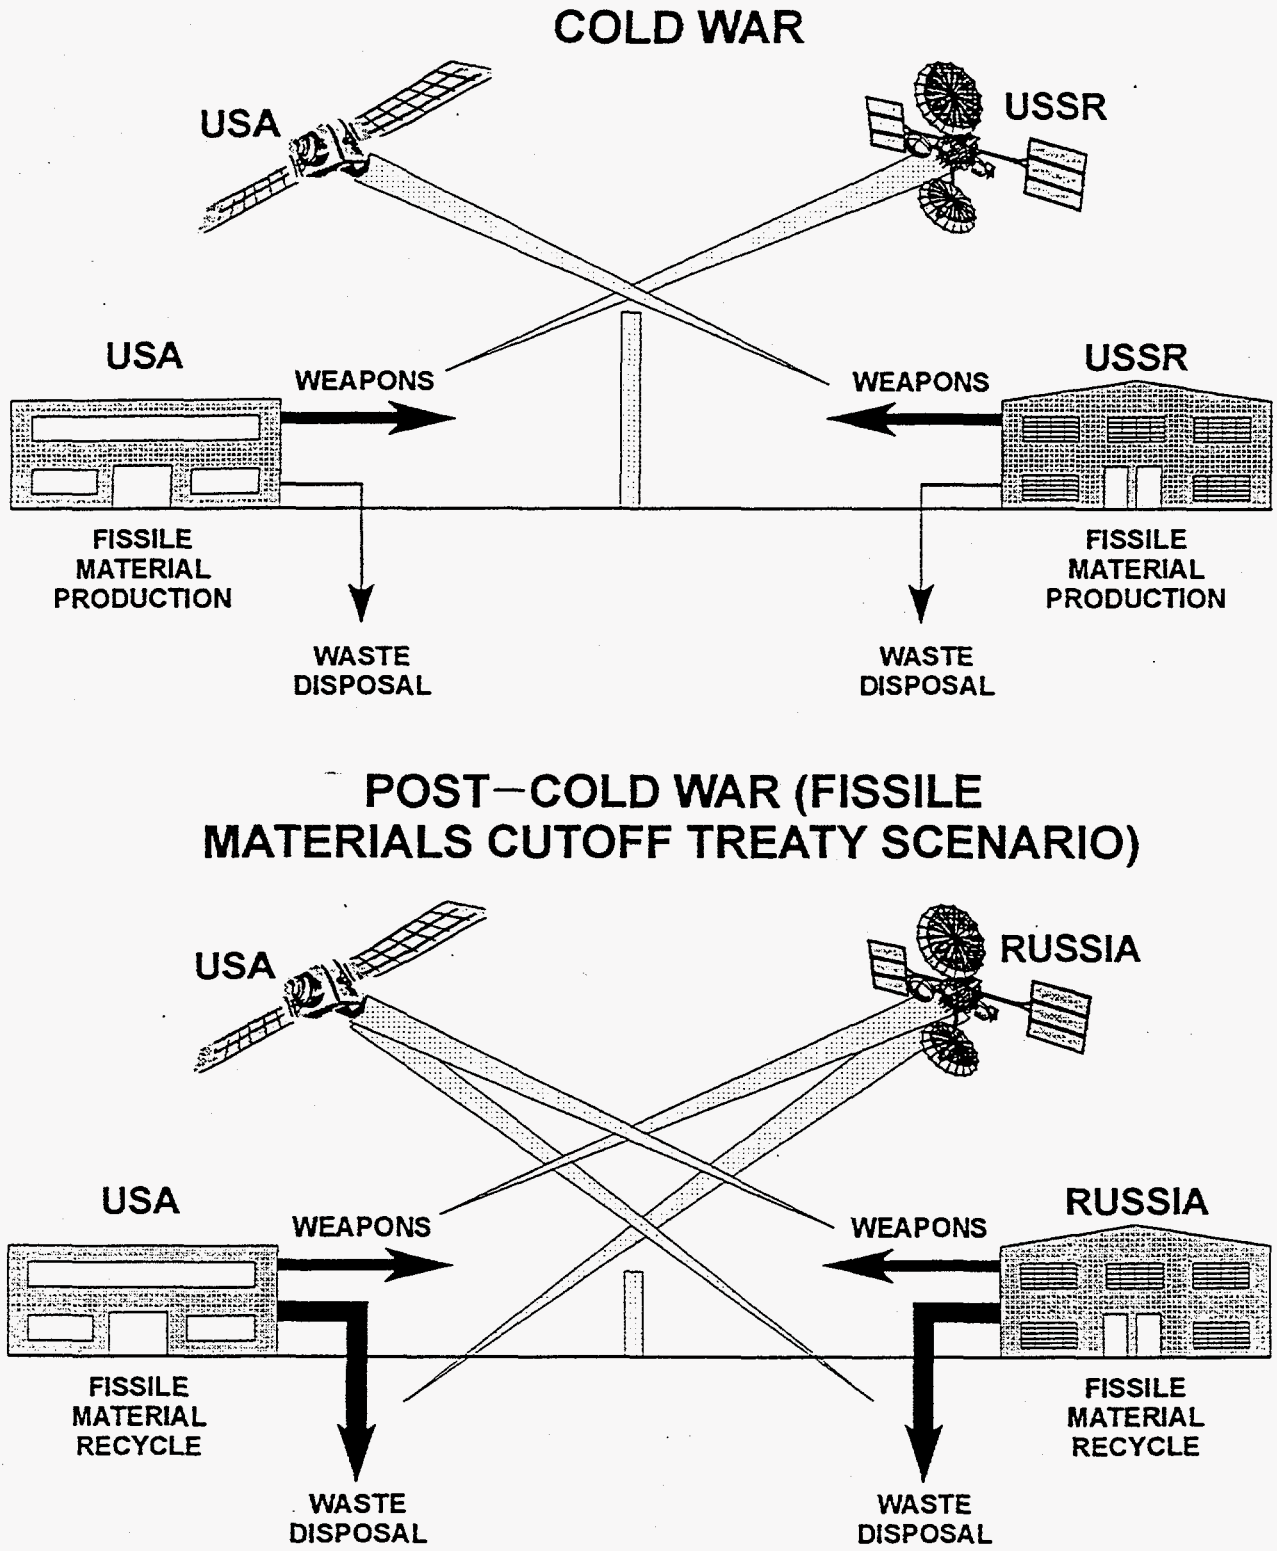 COLD WAR
USA
USSR
USA
USSR
WEAPONS
WEAPONS
FISSILE
MATERIAL
PRODUCTION
FISSILE
MATERIAL
PRODUCTION
WASTE
DISPOSAL
WASTE
DISPOSAL
POST—COLD WAR (FISSILE
MATERIALS CUTOFF TREATY SCENARIO)
USA
RUSSIA
USA
RUSSIA
WEAPONS
WEAPONS
FISSILE
MATERIAL
RECYCLE
FISSILE
MATERIAL
RECYCLE
WASTE
DISPOSAL
WASTE
DISPOSAL